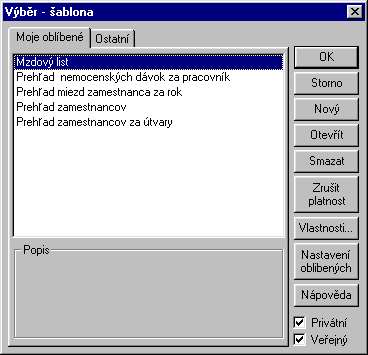 Výběr - šablona
Moje oblíbené
Ostatní
Mzdový list
Prehľad nemocenských dávok za pracovník
Prehľad miezd zamestnanca za rok
Prehľad zamestnancov
Prehľad zamestnancov za útvary
Popis
OK
Storno
Nový
Otevřít
Smazat
Zrušit
platnost
Vlastnosti...
Nastavení
oblíbených
Nápověda
Privátní
Veřejný